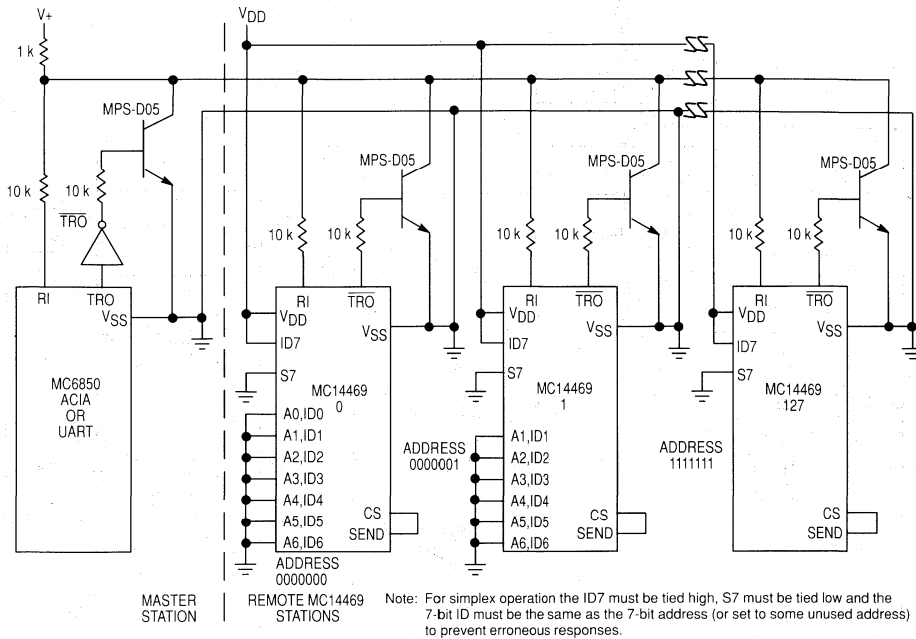 V+
VDD
1 k
MPS-D05
MPS-D05
MPS-D05
10 k
10 k
TRO
10 k
10 k
10 k
10 k
10 k
10 k
RI
TRO
VSS
MC6850
ACIA
OR
UART
RI
TRO
VDD
VSS
ID7
S7
MC14469
0
A0,ID0
A1,ID1
A2,ID2
A3,ID3
A4,ID4
A5,ID5
A6,ID6
CS
SEND
ADDRESS
0000000
RI
TRO
VDD
VSS
ID7
S7
MC14469
1
ADDRESS
0000001
A1,ID1
A2,ID2
A3,ID3
A4,ID4
A5,ID5
A6,ID6
CS
SEND
RI
TRO
VDD
VSS
ID7
S7
MC14469
127
ADDRESS
1111111
CS
SEND
MASTER
STATION
REMOTE MC14469
STATIONS
Note: For simplex operation the ID7 must be tied high, S7 must be tied low and the
7-bit ID must be the same as the 7-bit address (or set to some unused address)
to prevent erroneous responses.